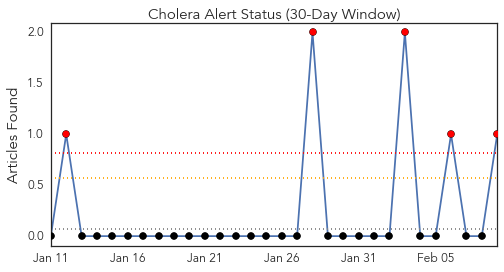 Cholera Alert Status (30-Day Window)
Articles Found
2.0
1.5
1.0
0.5
0.0
Jan 11 Jan 16 Jan 21 Jan 26 Jan 31 Feb 05